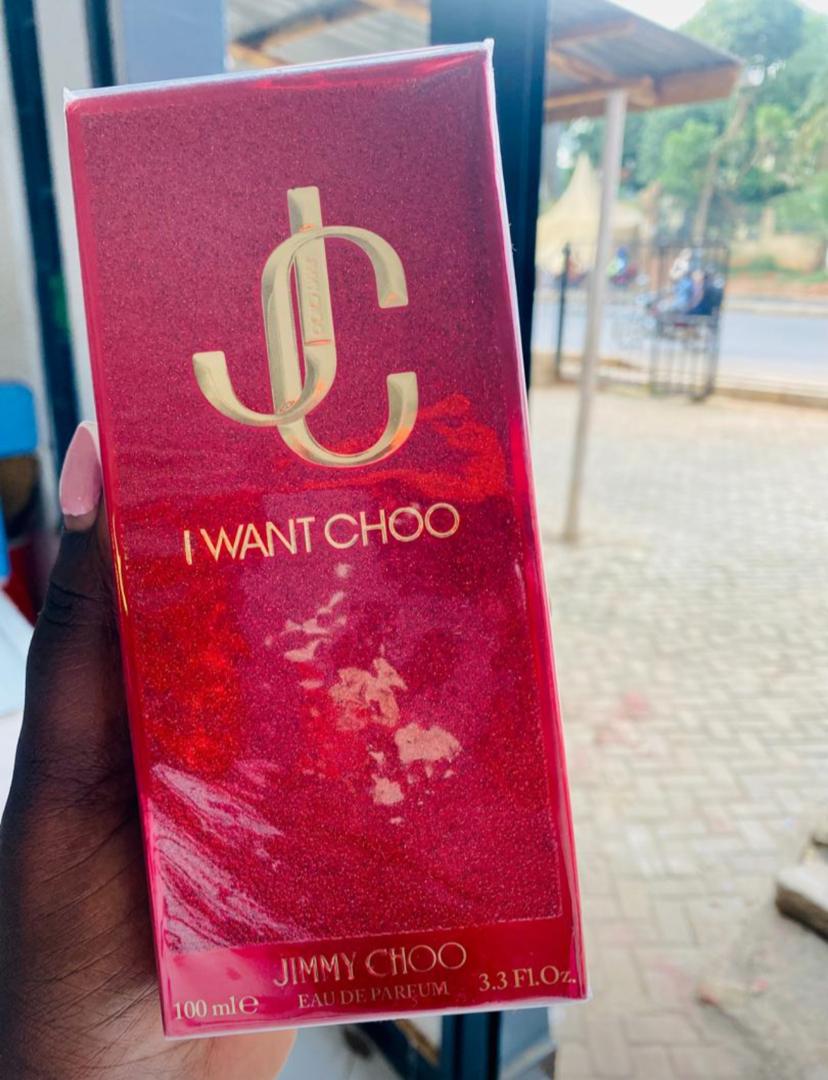 JC
I WANT CHOO
JIMMY CHOO
100 ml e EAU DE PARFUM 3.3 Fl.Oz.